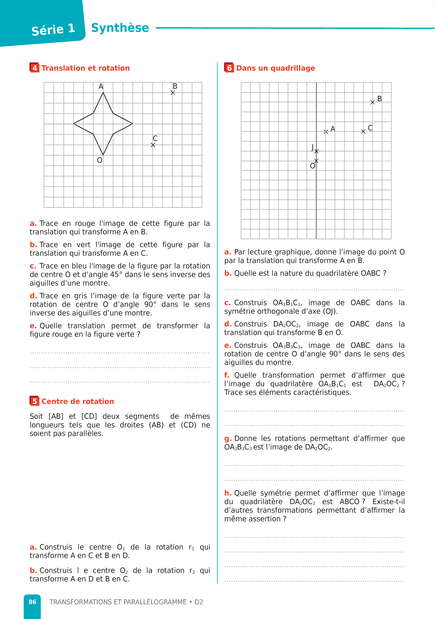 Série 1
Synthèse
4 Translation et rotation
A
B
C
O
a. Trace en rouge l'image de cette figure par la
translation qui transforme A en B.
b. Trace en vert l'image de cette figure par la
translation qui transforme A en C.
c. Trace en bleu l'image de la figure par la rotation
de centre O et d'angle 45° dans le sens inverse des
aiguilles d'une montre.
d. Trace en gris l'image de la figure verte par la
rotation de centre O d'angle 90° dans le sens
inverse des aiguilles d'une montre.
e. Quelle translation permet de transformer la
figure rouge en la figure verte ?
5 Centre de rotation
Soit [AB] et [CD] deux segments de mêmes
longueurs tels que les droites (AB) et (CD) ne
soient pas parallèles.
a. Construis le centre O₁ de la rotation r₁ qui
transforme A en C et B en D.
b. Construis l e centre O₂ de la rotation r₂ qui
transforme A en D et B en C.
6 Dans un quadrillage
B
A
C
J
O
a. Par lecture graphique, donne l'image du point O
par la translation qui transforme A en B.
b. Quelle est la nature du quadrilatère OABC ?
c. Construis OA₁B₁C₁, image de OABC dans la
symétrie orthogonale d'axe (OJ).
d. Construis DA₂OC₂, image de OABC dans la
translation qui transforme B en O.
e. Construis OA₃B₃C₃, image de OABC dans la
rotation de centre O d'angle 90° dans le sens des
aiguilles du montre.
f. Quelle transformation permet d'affirmer que
l'image du quadrilatère OA₁B₁C₁ est DA₂OC₂ ?
Trace ses éléments caractéristiques.
g. Donne les rotations permettant d'affirmer que
OA₃B₃C₃ est l'image de DA₂OC₂.
h. Quelle symétrie permet d'affirmer que l'image
du quadrilatère DA₂OC₂ est ABCO ? Existe-t-il
d'autres transformations permettant d'affirmer la
même assertion ?
86 TRANSFORMATIONS ET PARALLÉLOGRAMME • D2